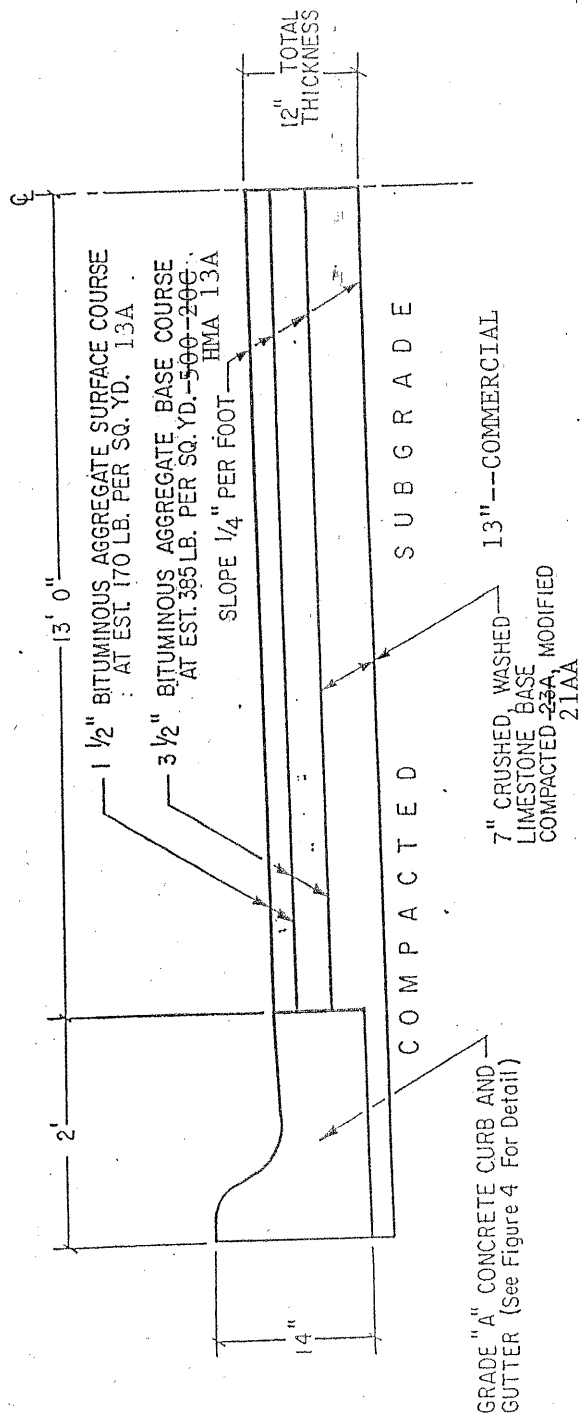 ℄
13' 0"
2'
1 ½" BITUMINOUS AGGREGATE SURFACE COURSE
AT EST. 170 LB. PER SQ. YD. 13A
3 ½" BITUMINOUS AGGREGATE BASE COURSE
AT EST. 385 LB. PER SQ. YD. 500-20C
HMA 13A
SLOPE ¼" PER FOOT
12" TOTAL
THICKNESS
14"
COMPACTED SUBGRADE
GRADE "A" CONCRETE CURB AND
GUTTER (See Figure 4 For Detail)
7" CRUSHED, WASHED
LIMESTONE BASE
COMPACTED 23A, MODIFIED
21AA
13"--COMMERCIAL